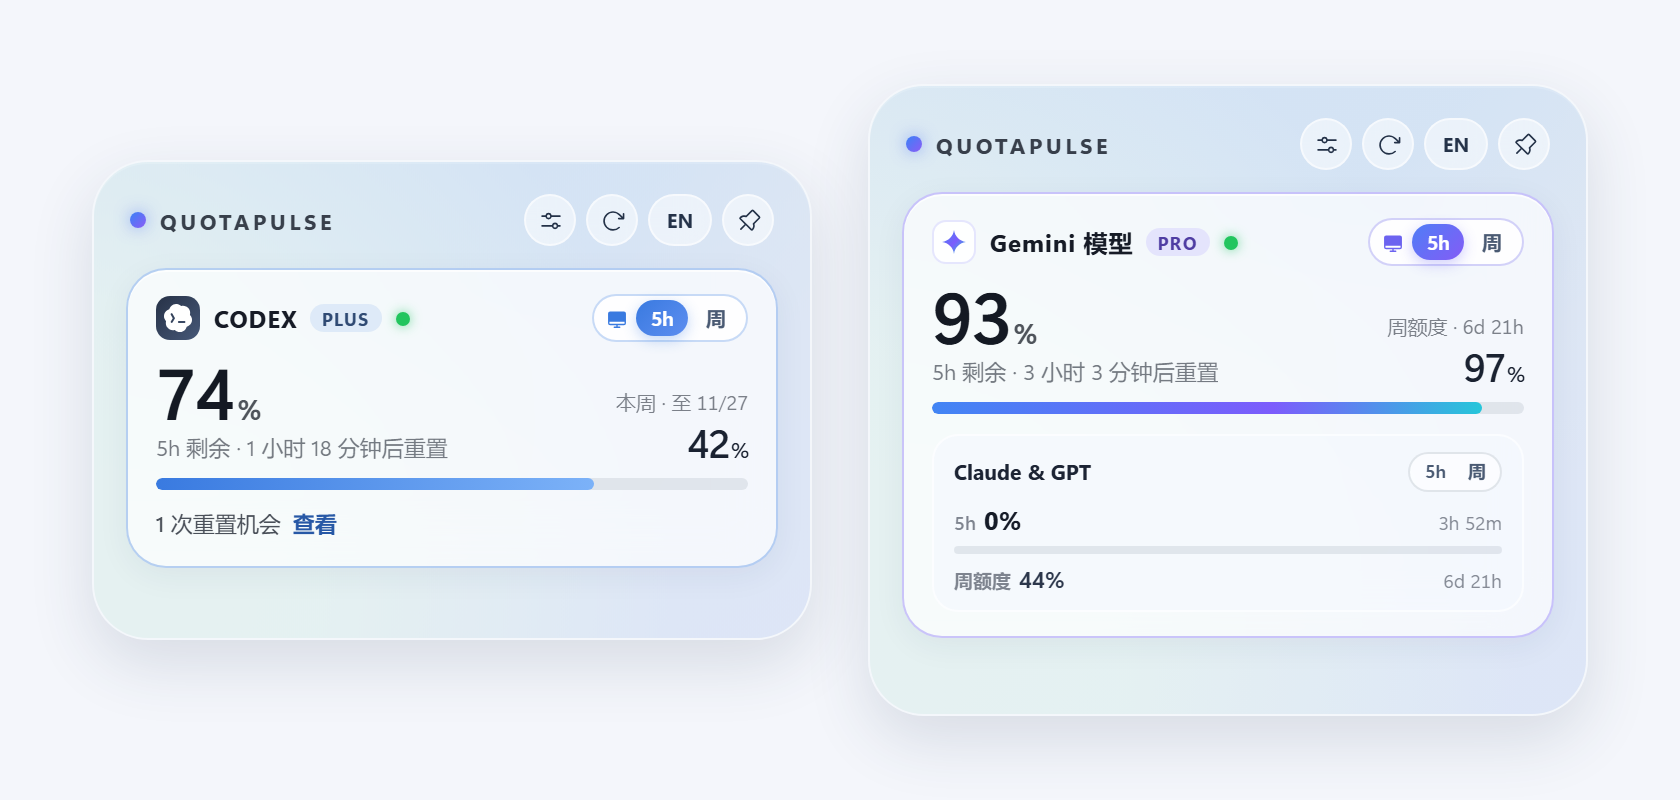 QUOTAPULSE
EN
CODEX PLUS
5h 周
74%
5h 剩余 · 1 小时 18 分钟后重置
本周 · 至 11/27
42%
1 次重置机会 查看
QUOTAPULSE
EN
Gemini 模型 PRO
5h 周
93%
5h 剩余 · 3 小时 3 分钟后重置
周额度 · 6d 21h
97%
Claude & GPT
5h 周
5h 0%
3h 52m
周额度 44%
6d 21h